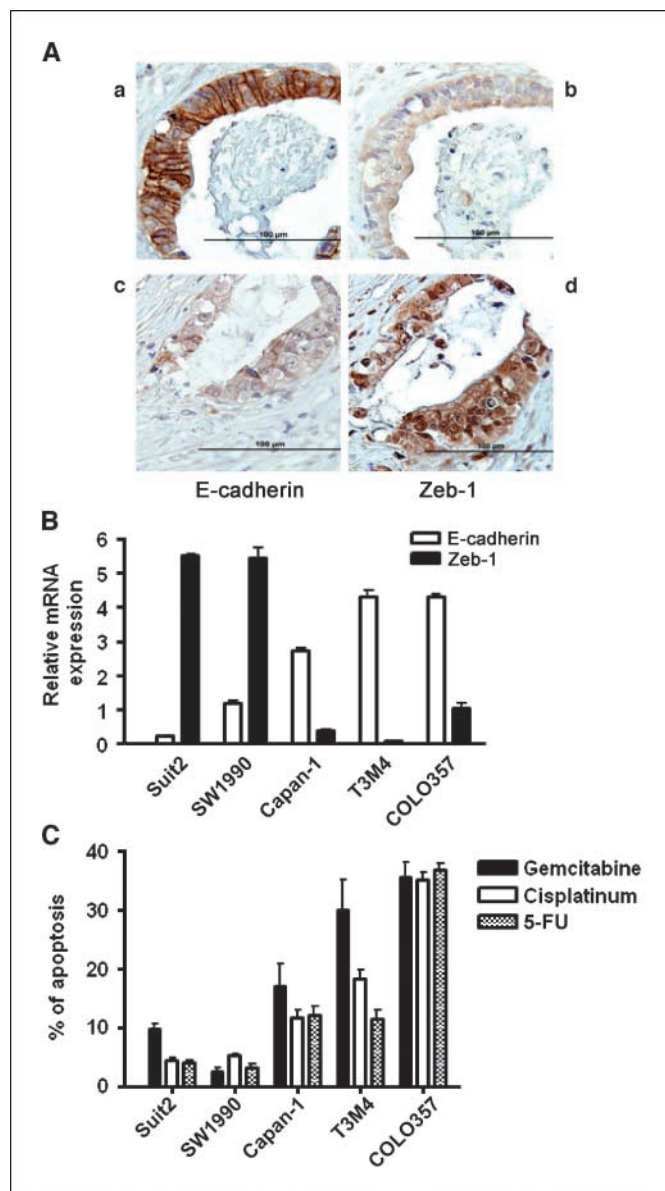 A
a
b
100 µm
100 µm
c
d
100 µm
100 µm
E-cadherin
Zeb-1
B
Relative mRNA
expression
6
5
4
3
2
1
0
E-cadherin
Zeb-1
Suit2
SW1990
Capan-1
T3M4
COLO357
C
% of apoptosis
40
30
20
10
0
Gemcitabine
Cisplatinum
5-FU
Suit2
SW1990
Capan-1
T3M4
COLO357